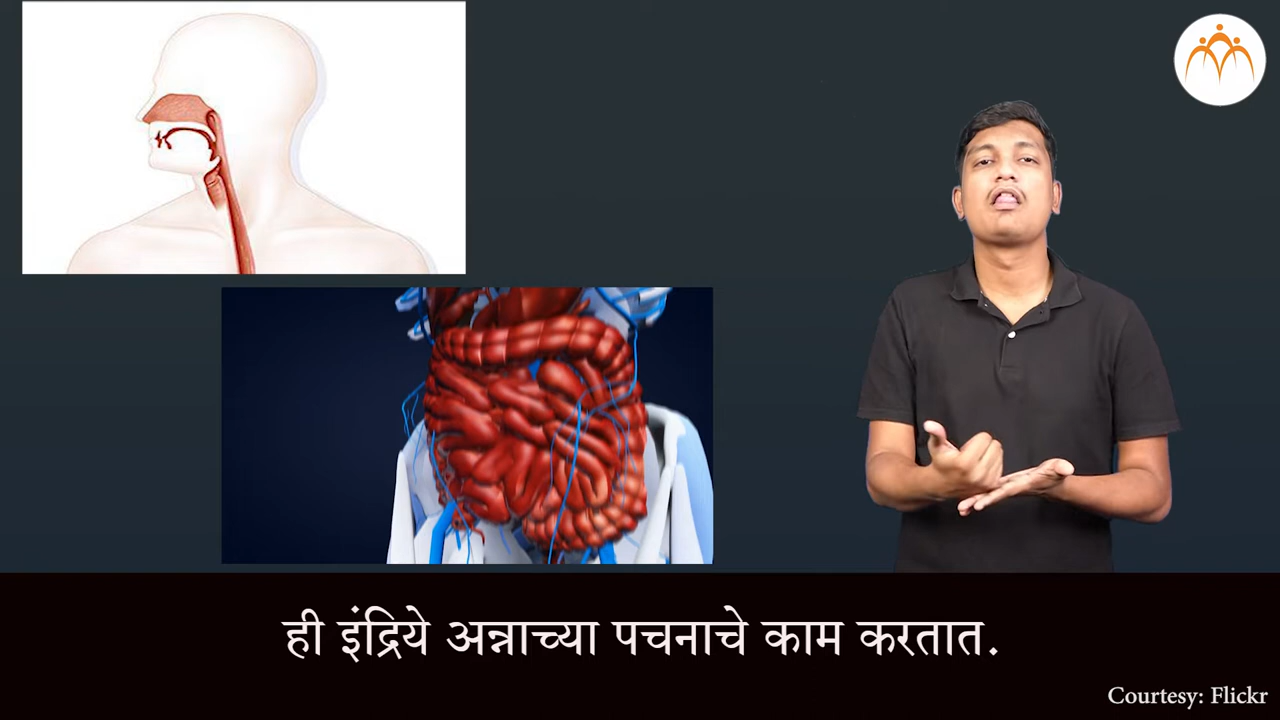 ही इंद्रिये अन्नाच्या पचनाचे काम करतात.
Courtesy: Flickr